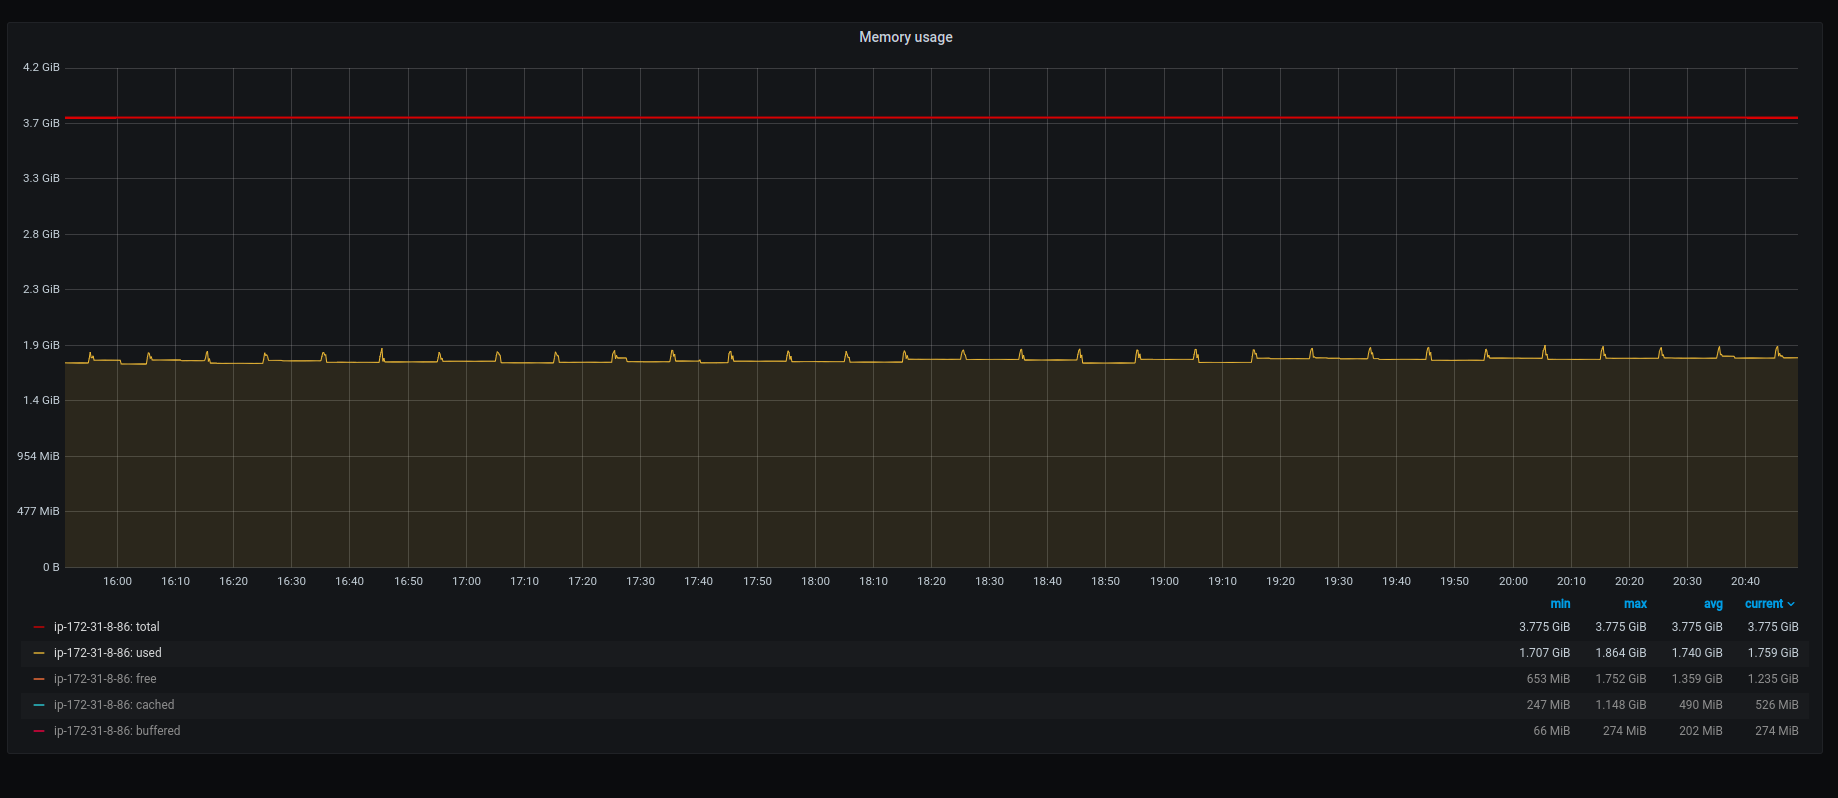 Memory usage
4.2 GiB
3.7 GiB
3.3 GiB
2.8 GiB
2.3 GiB
1.9 GiB
1.4 GiB
954 MiB
477 MiB
0 B
16:00 16:10 16:20 16:30 16:40 16:50 17:00 17:10 17:20 17:30 17:40 17:50 18:00 18:10 18:20 18:30 18:40 18:50 19:00 19:10 19:20 19:30 19:40 19:50 20:00 20:10 20:20 20:30 20:40
min max avg current
ip-172-31-8-86: total 3.775 GiB 3.775 GiB 3.775 GiB 3.775 GiB
ip-172-31-8-86: used 1.707 GiB 1.864 GiB 1.740 GiB 1.759 GiB
ip-172-31-8-86: free 653 MiB 1.752 GiB 1.359 GiB 1.235 GiB
ip-172-31-8-86: cached 247 MiB 1.148 GiB 490 MiB 526 MiB
ip-172-31-8-86: buffered 66 MiB 274 MiB 202 MiB 274 MiB